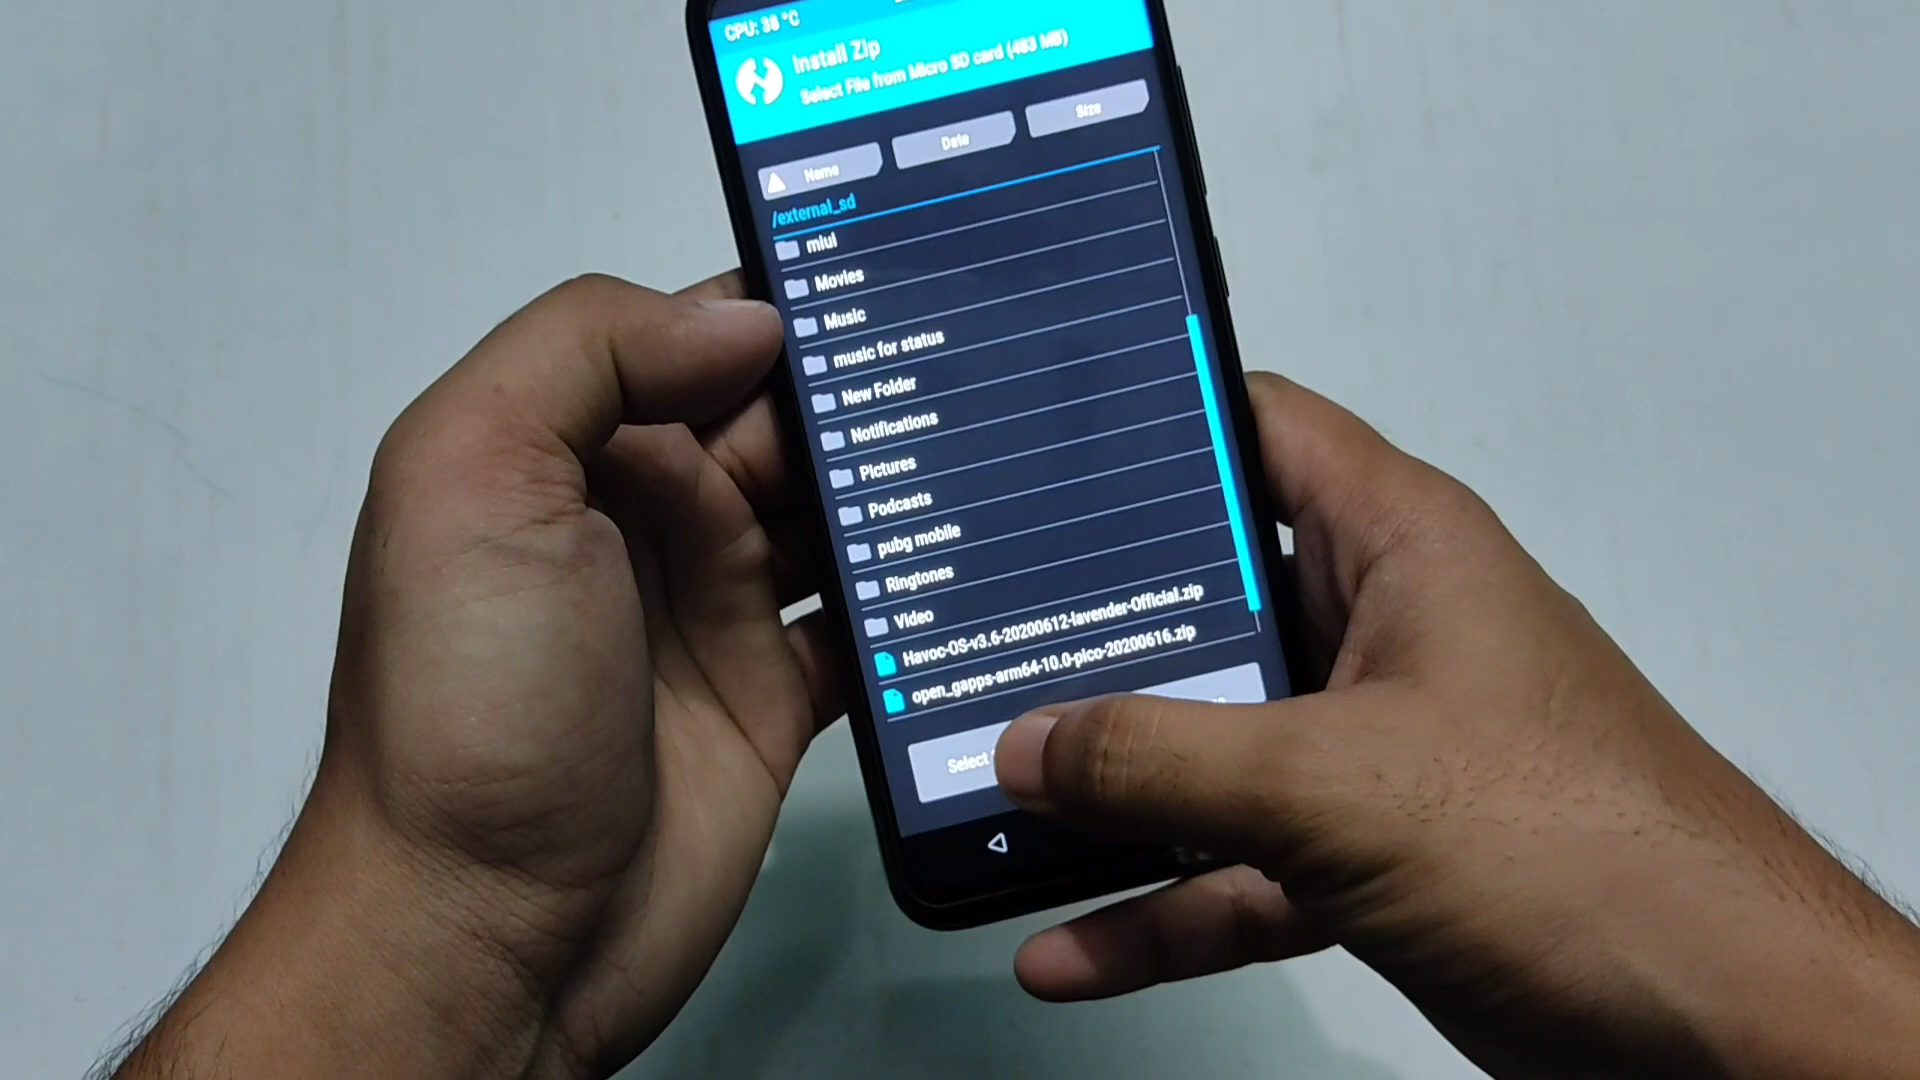 CPU: 38 °C
Install Zip
Select File from Micro SD card (483 MB)
Name
Date
Size
/external_sd
miui
Movies
Music
music for status
New Folder
Notifications
Pictures
Podcasts
pubg mobile
Ringtones
Video
Havoc-OS-v3.6-20200612-lavender-Official.zip
open_gapps-arm64-10.0-pico-20200616.zip
Select